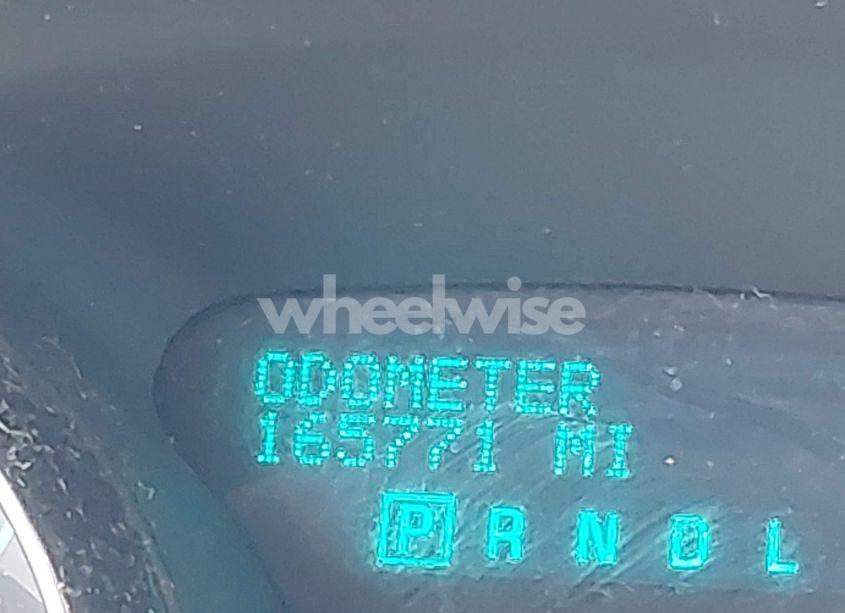 wheelwise
ODOMETER
165771 MI
P R N D L